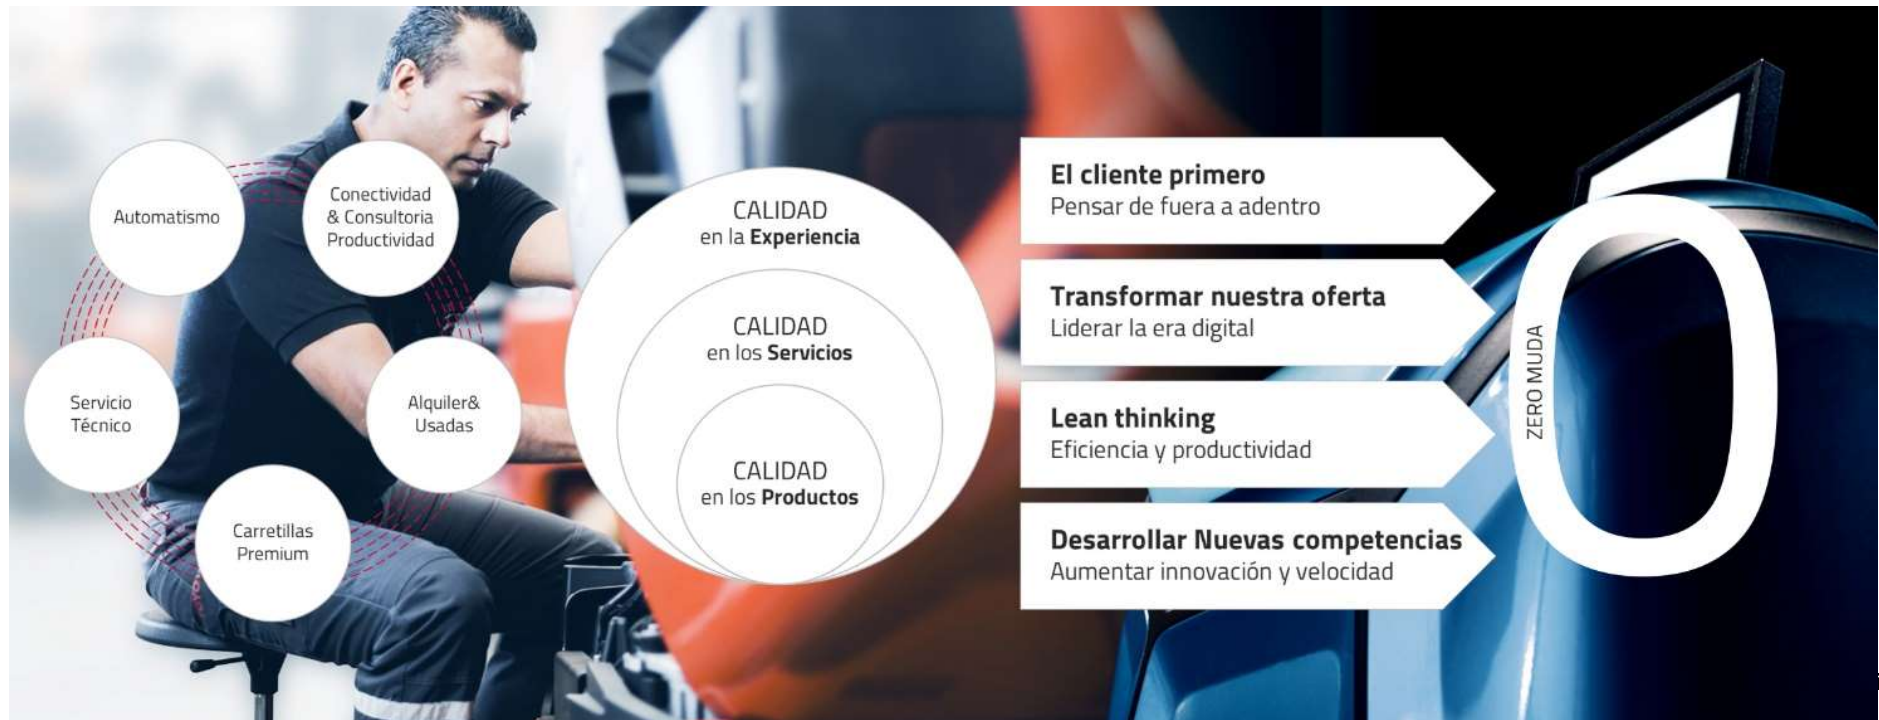 Automatismo
Conectividad
& Consultoria
Productividad
Servicio
Técnico
Alquiler&
Usadas
Carretillas
Premium
CALIDAD
en la Experiencia
CALIDAD
en los Servicios
CALIDAD
en los Productos
El cliente primero
Pensar de fuera a adentro
Transformar nuestra oferta
Liderar la era digital
Lean thinking
Eficiencia y productividad
Desarrollar Nuevas competencias
Aumentar innovación y velocidad
ZERO MUDA
0